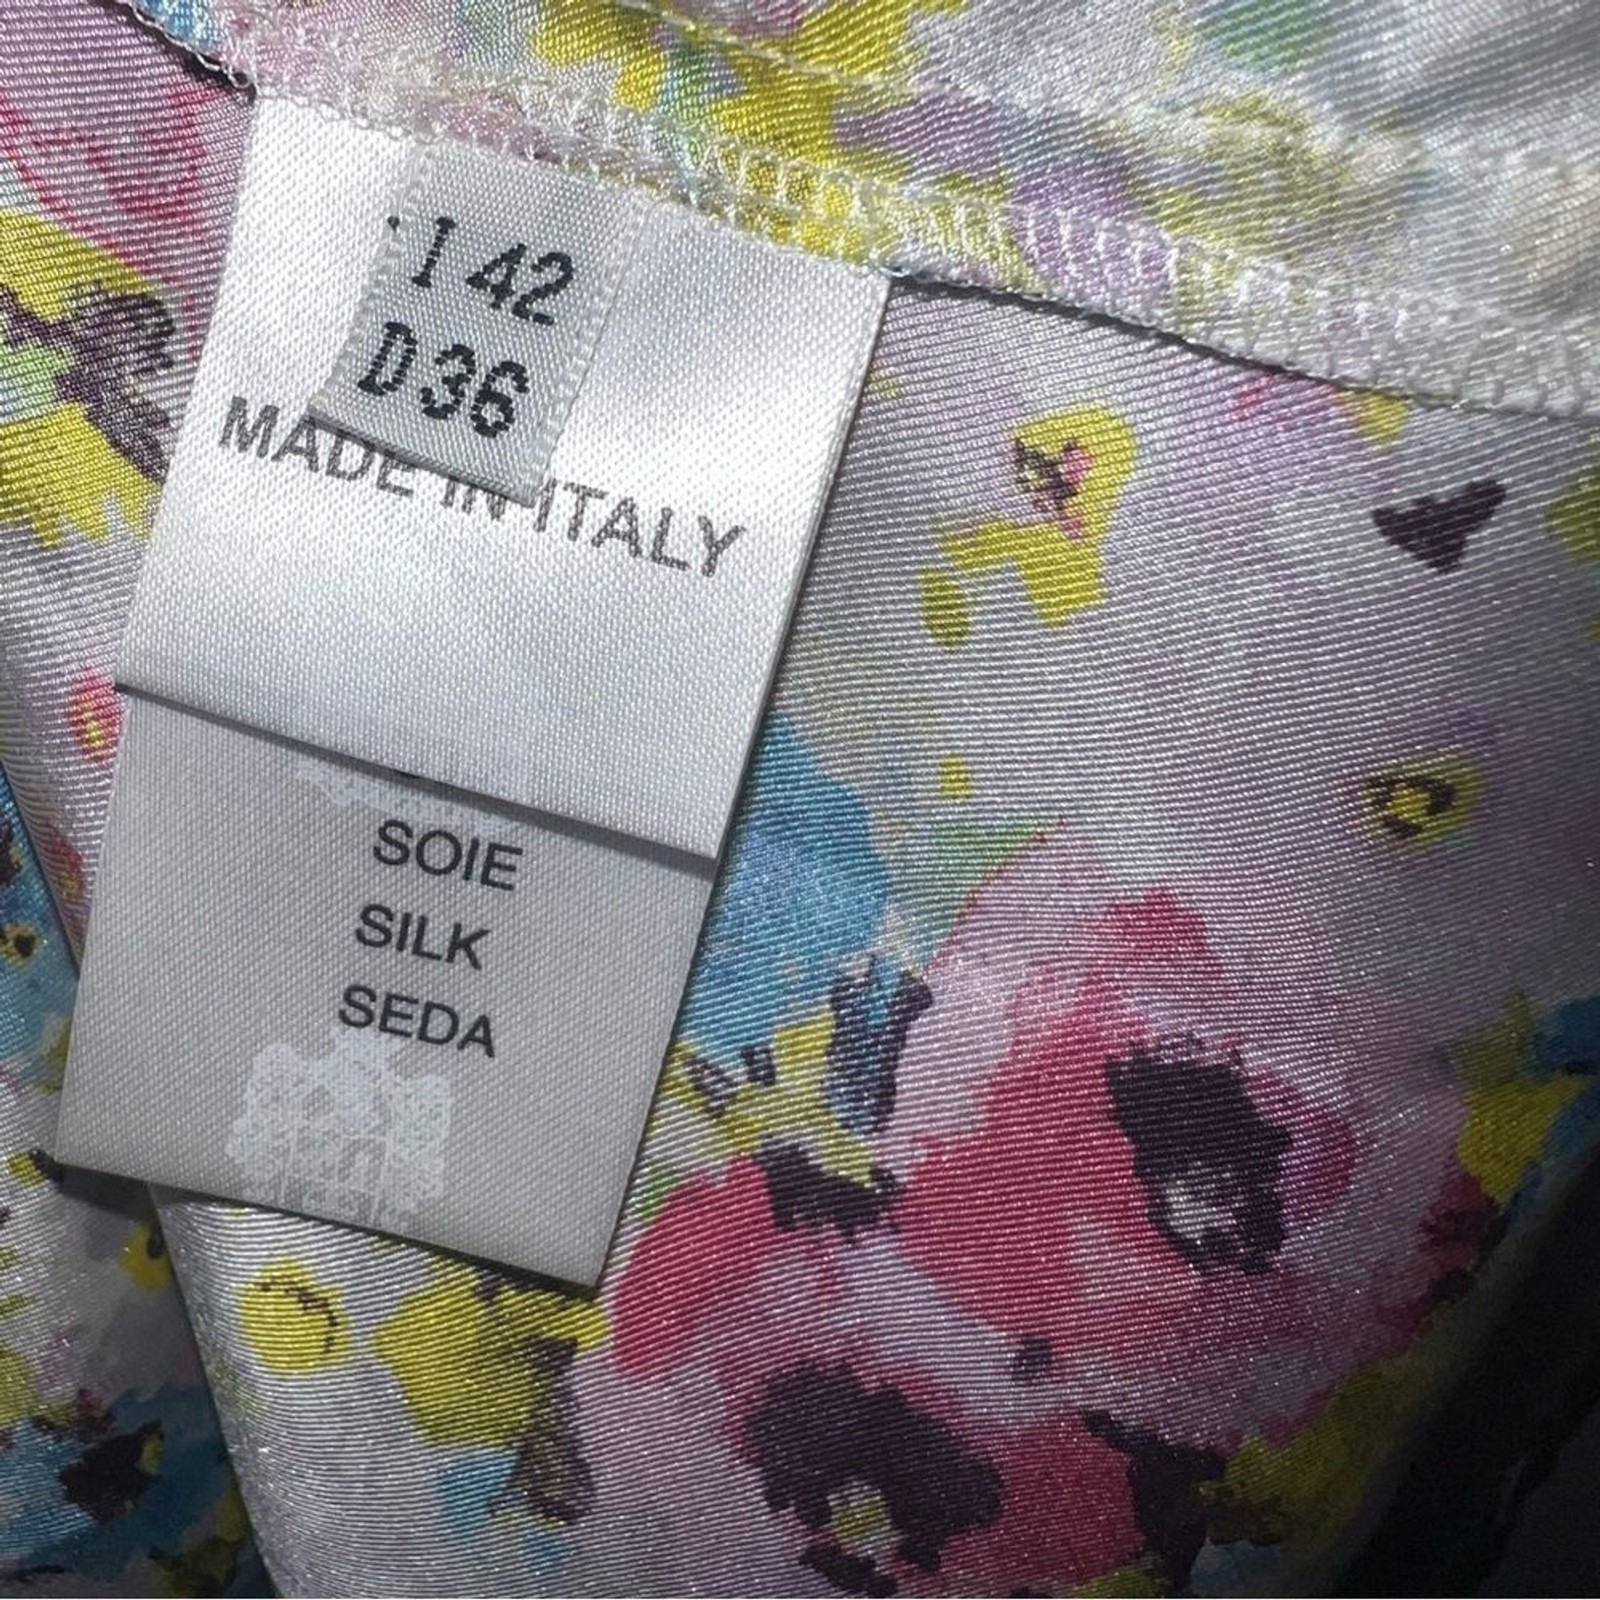 I 42
D 36
MADE IN ITALY
SOIE
SILK
SEDA